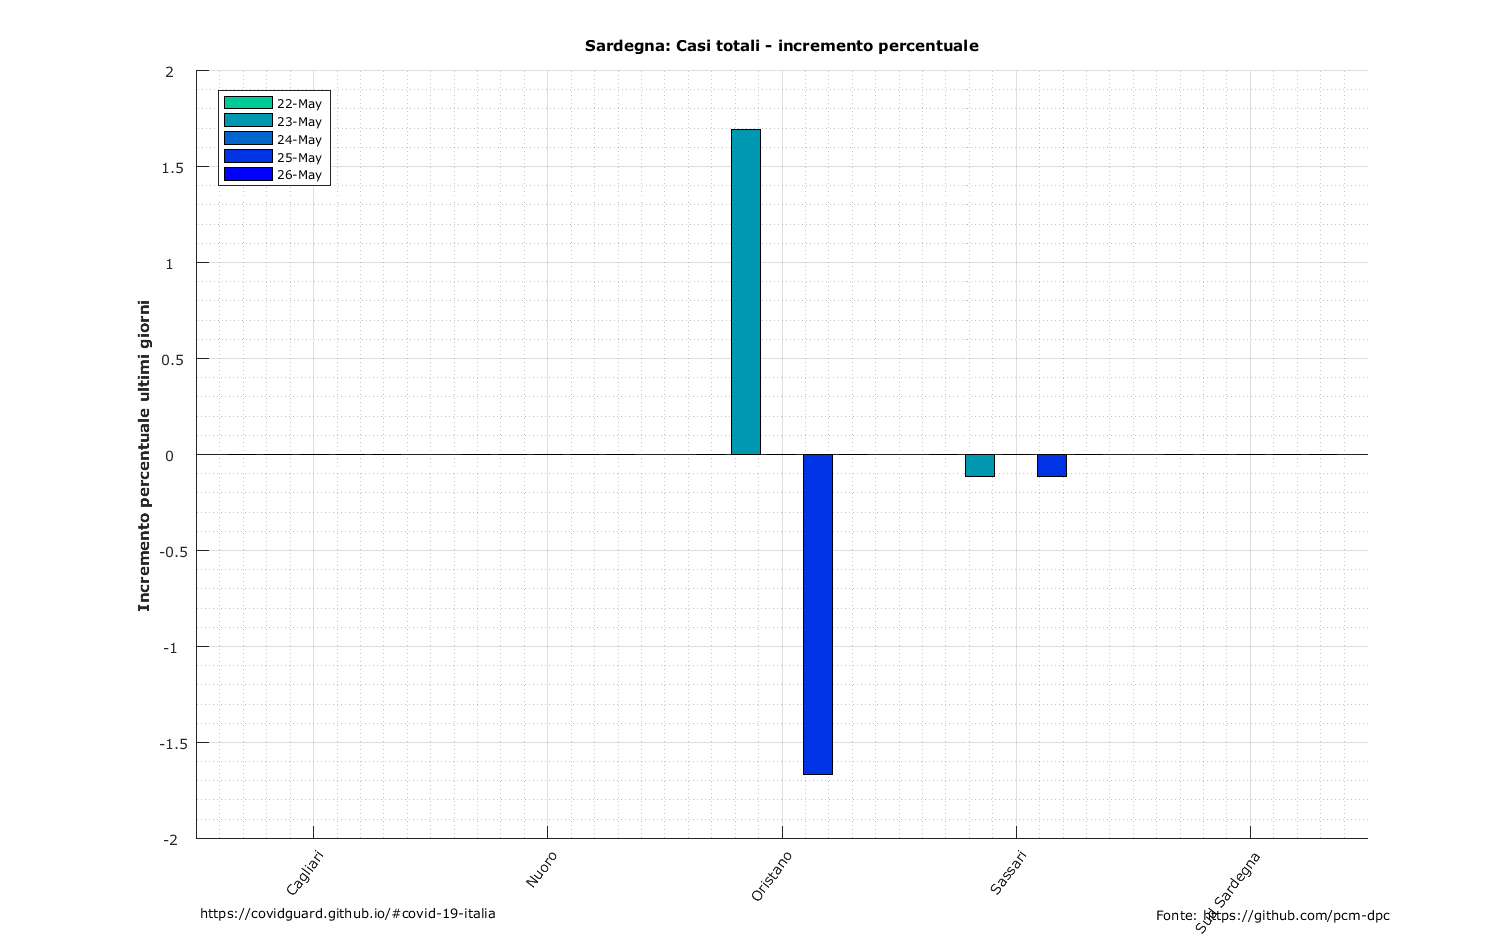 Sardegna: Casi totali - incremento percentuale
2
22-May
23-May
24-May
25-May
26-May
1.5
1
0.5
0
-0.5
-1
-1.5
-2
Incremento percentuale ultimi giorni
Cagliari
Nuoro
Oristano
Sassari
Sud Sardegna
https://covidguard.github.io/#covid-19-italia
Fonte: https://github.com/pcm-dpc